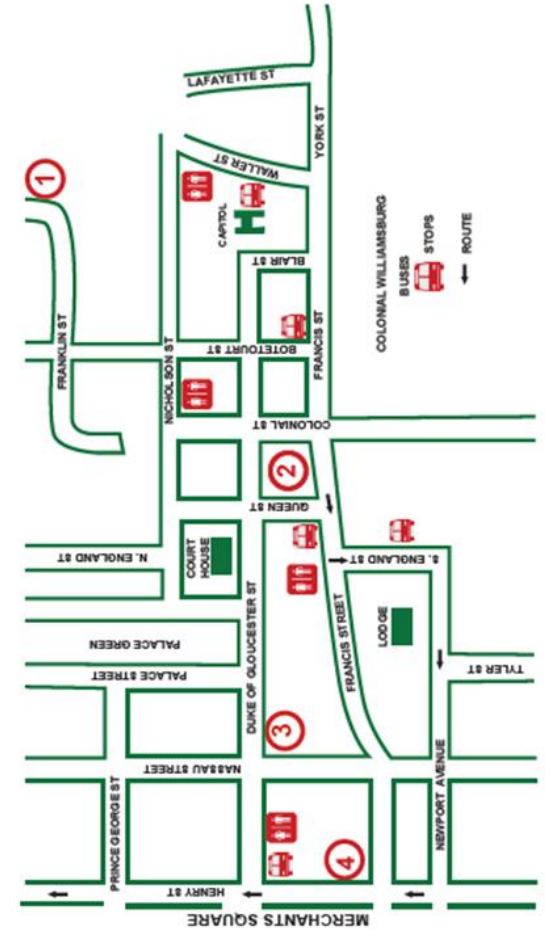 LAFAYETTE ST
WALLER ST
YORK ST
1
CAPITOL
BLAIR ST
FRANKLIN ST
NICHOLSON ST
BOTETOURT ST
FRANCIS ST
COLONIAL ST
2
QUEEN ST
N. ENGLAND ST
COURT
HOUSE
DUKE OF GLOUCESTER ST
S. ENGLAND ST
FRANCIS STREET
LODGE
PALACE GREEN
PALACE STREET
TYLER ST
3
NASSAU STREET
PRINCE GEORGE ST
NEWPORT AVENUE
4
HENRY ST
MERCHANTS SQUARE
COLONIAL WILLIAMSBURG
BUSES
STOPS
ROUTE